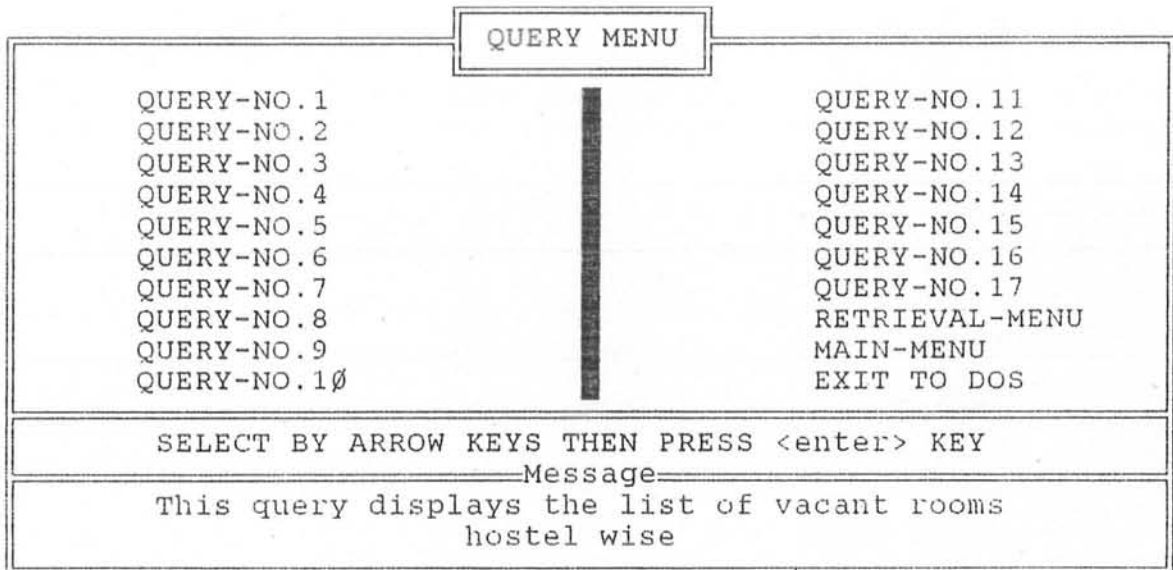 QUERY MENU
QUERY-NO.1
QUERY-NO.2
QUERY-NO.3
QUERY-NO.4
QUERY-NO.5
QUERY-NO.6
QUERY-NO.7
QUERY-NO.8
QUERY-NO.9
QUERY-NO.1Ø
QUERY-NO.11
QUERY-NO.12
QUERY-NO.13
QUERY-NO.14
QUERY-NO.15
QUERY-NO.16
QUERY-NO.17
RETRIEVAL-MENU
MAIN-MENU
EXIT TO DOS
SELECT BY ARROW KEYS THEN PRESS <enter> KEY
Message
This query displays the list of vacant rooms
hostel wise